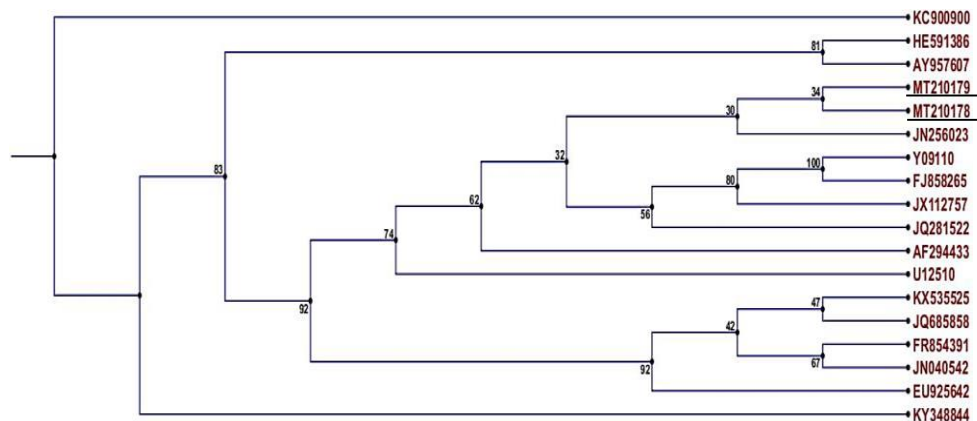 KC900900
81 HE591386
AY957607
34 MT210179
30 MT210178
JN256023
32 100 Y09110
83 80 FJ858265
62 56 JX112757
74 JQ281522
AF294433
U12510
92 47 KX535525
42 JQ685858
92 67 FR854391
JN040542
EU925642
KY348844